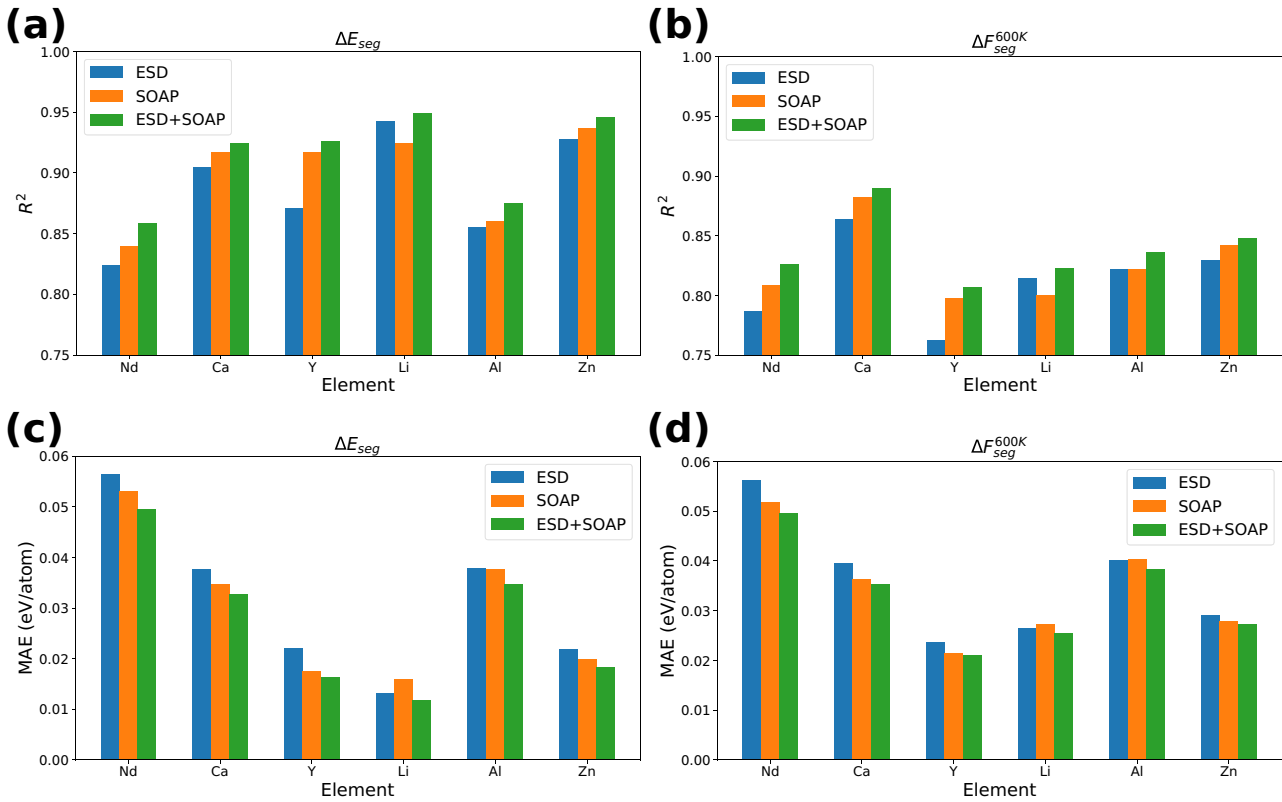 (a)
ΔE_seg
1.00
0.95
0.90
0.85
0.80
0.75
R²
ESD
SOAP
ESD+SOAP
Nd Ca Y Li Al Zn
Element
(b)
ΔF_seg^600K
1.00
0.95
0.90
0.85
0.80
0.75
R²
ESD
SOAP
ESD+SOAP
Nd Ca Y Li Al Zn
Element
(c)
ΔE_seg
0.06
0.05
0.04
0.03
0.02
0.01
0.00
MAE (eV/atom)
ESD
SOAP
ESD+SOAP
Nd Ca Y Li Al Zn
Element
(d)
ΔF_seg^600K
0.06
0.05
0.04
0.03
0.02
0.01
0.00
MAE (eV/atom)
ESD
SOAP
ESD+SOAP
Nd Ca Y Li Al Zn
Element